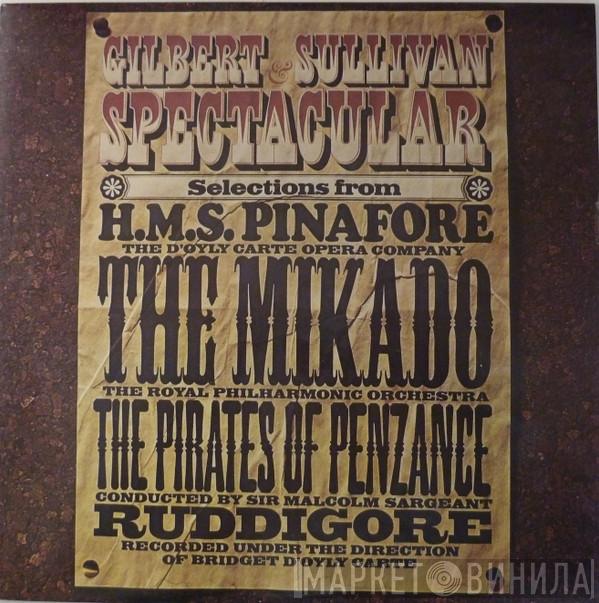 GILBERT & SULLIVAN
SPECTACULAR
Selections from
H.M.S. PINAFORE
THE D'OYLY CARTE OPERA COMPANY
THE MIKADO
THE ROYAL PHILHARMONIC ORCHESTRA
THE PIRATES OF PENZANCE
CONDUCTED BY SIR MALCOLM SARGEANT
RUDDIGORE
RECORDED UNDER THE DIRECTION
OF BRIDGET D'OYLY CARTE
МАРКЕТ ВИНИЛА